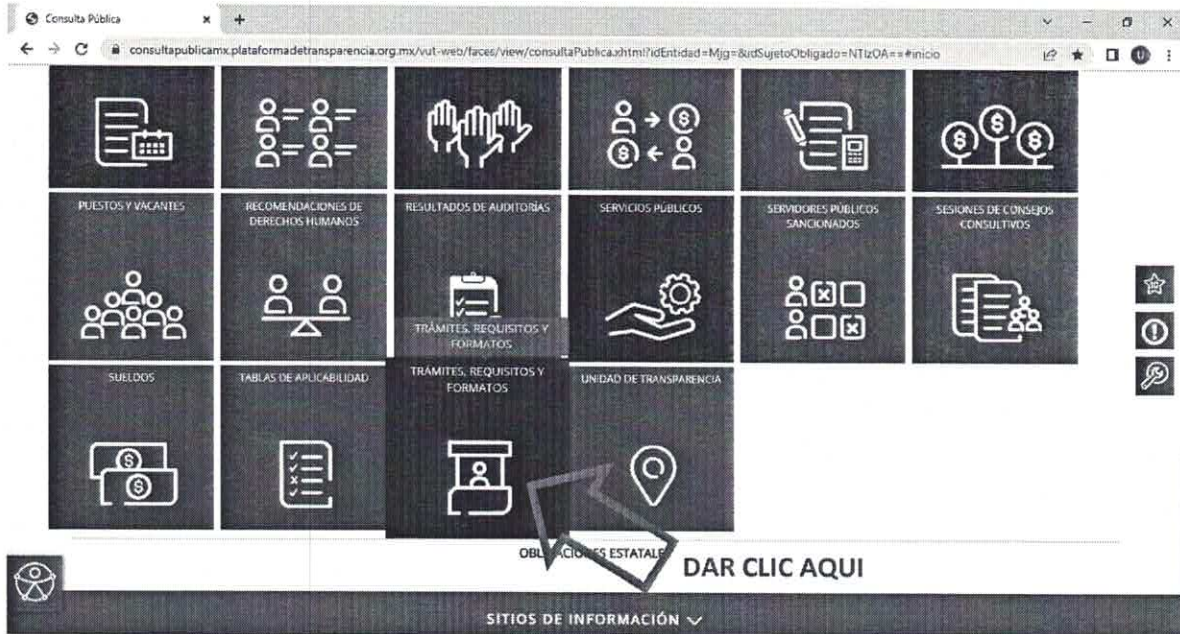 Consulta Pública
consultapublicamx.plataformadetransparencia.org.mx/vut-web/faces/view/consultaPublica.xhtml?idEntidad=Mjg=&idSujetoObligado=NTIzOA==#inicio
PUESTOS Y VACANTES
RECOMENDACIONES DE
DERECHOS HUMANOS
RESULTADOS DE AUDITORÍAS
SERVICIOS PÚBLICOS
SERVIDORES PÚBLICOS
SANCIONADOS
SESIONES DE CONSEJOS
CONSULTIVOS
TRÁMITES, REQUISITOS Y
FORMATOS
SUELDOS
TABLAS DE APLICABILIDAD
TRÁMITES, REQUISITOS Y
FORMATOS
UNIDAD DE TRANSPARENCIA
ESTATALE
DAR CLIC AQUI
SITIOS DE INFORMACIÓN